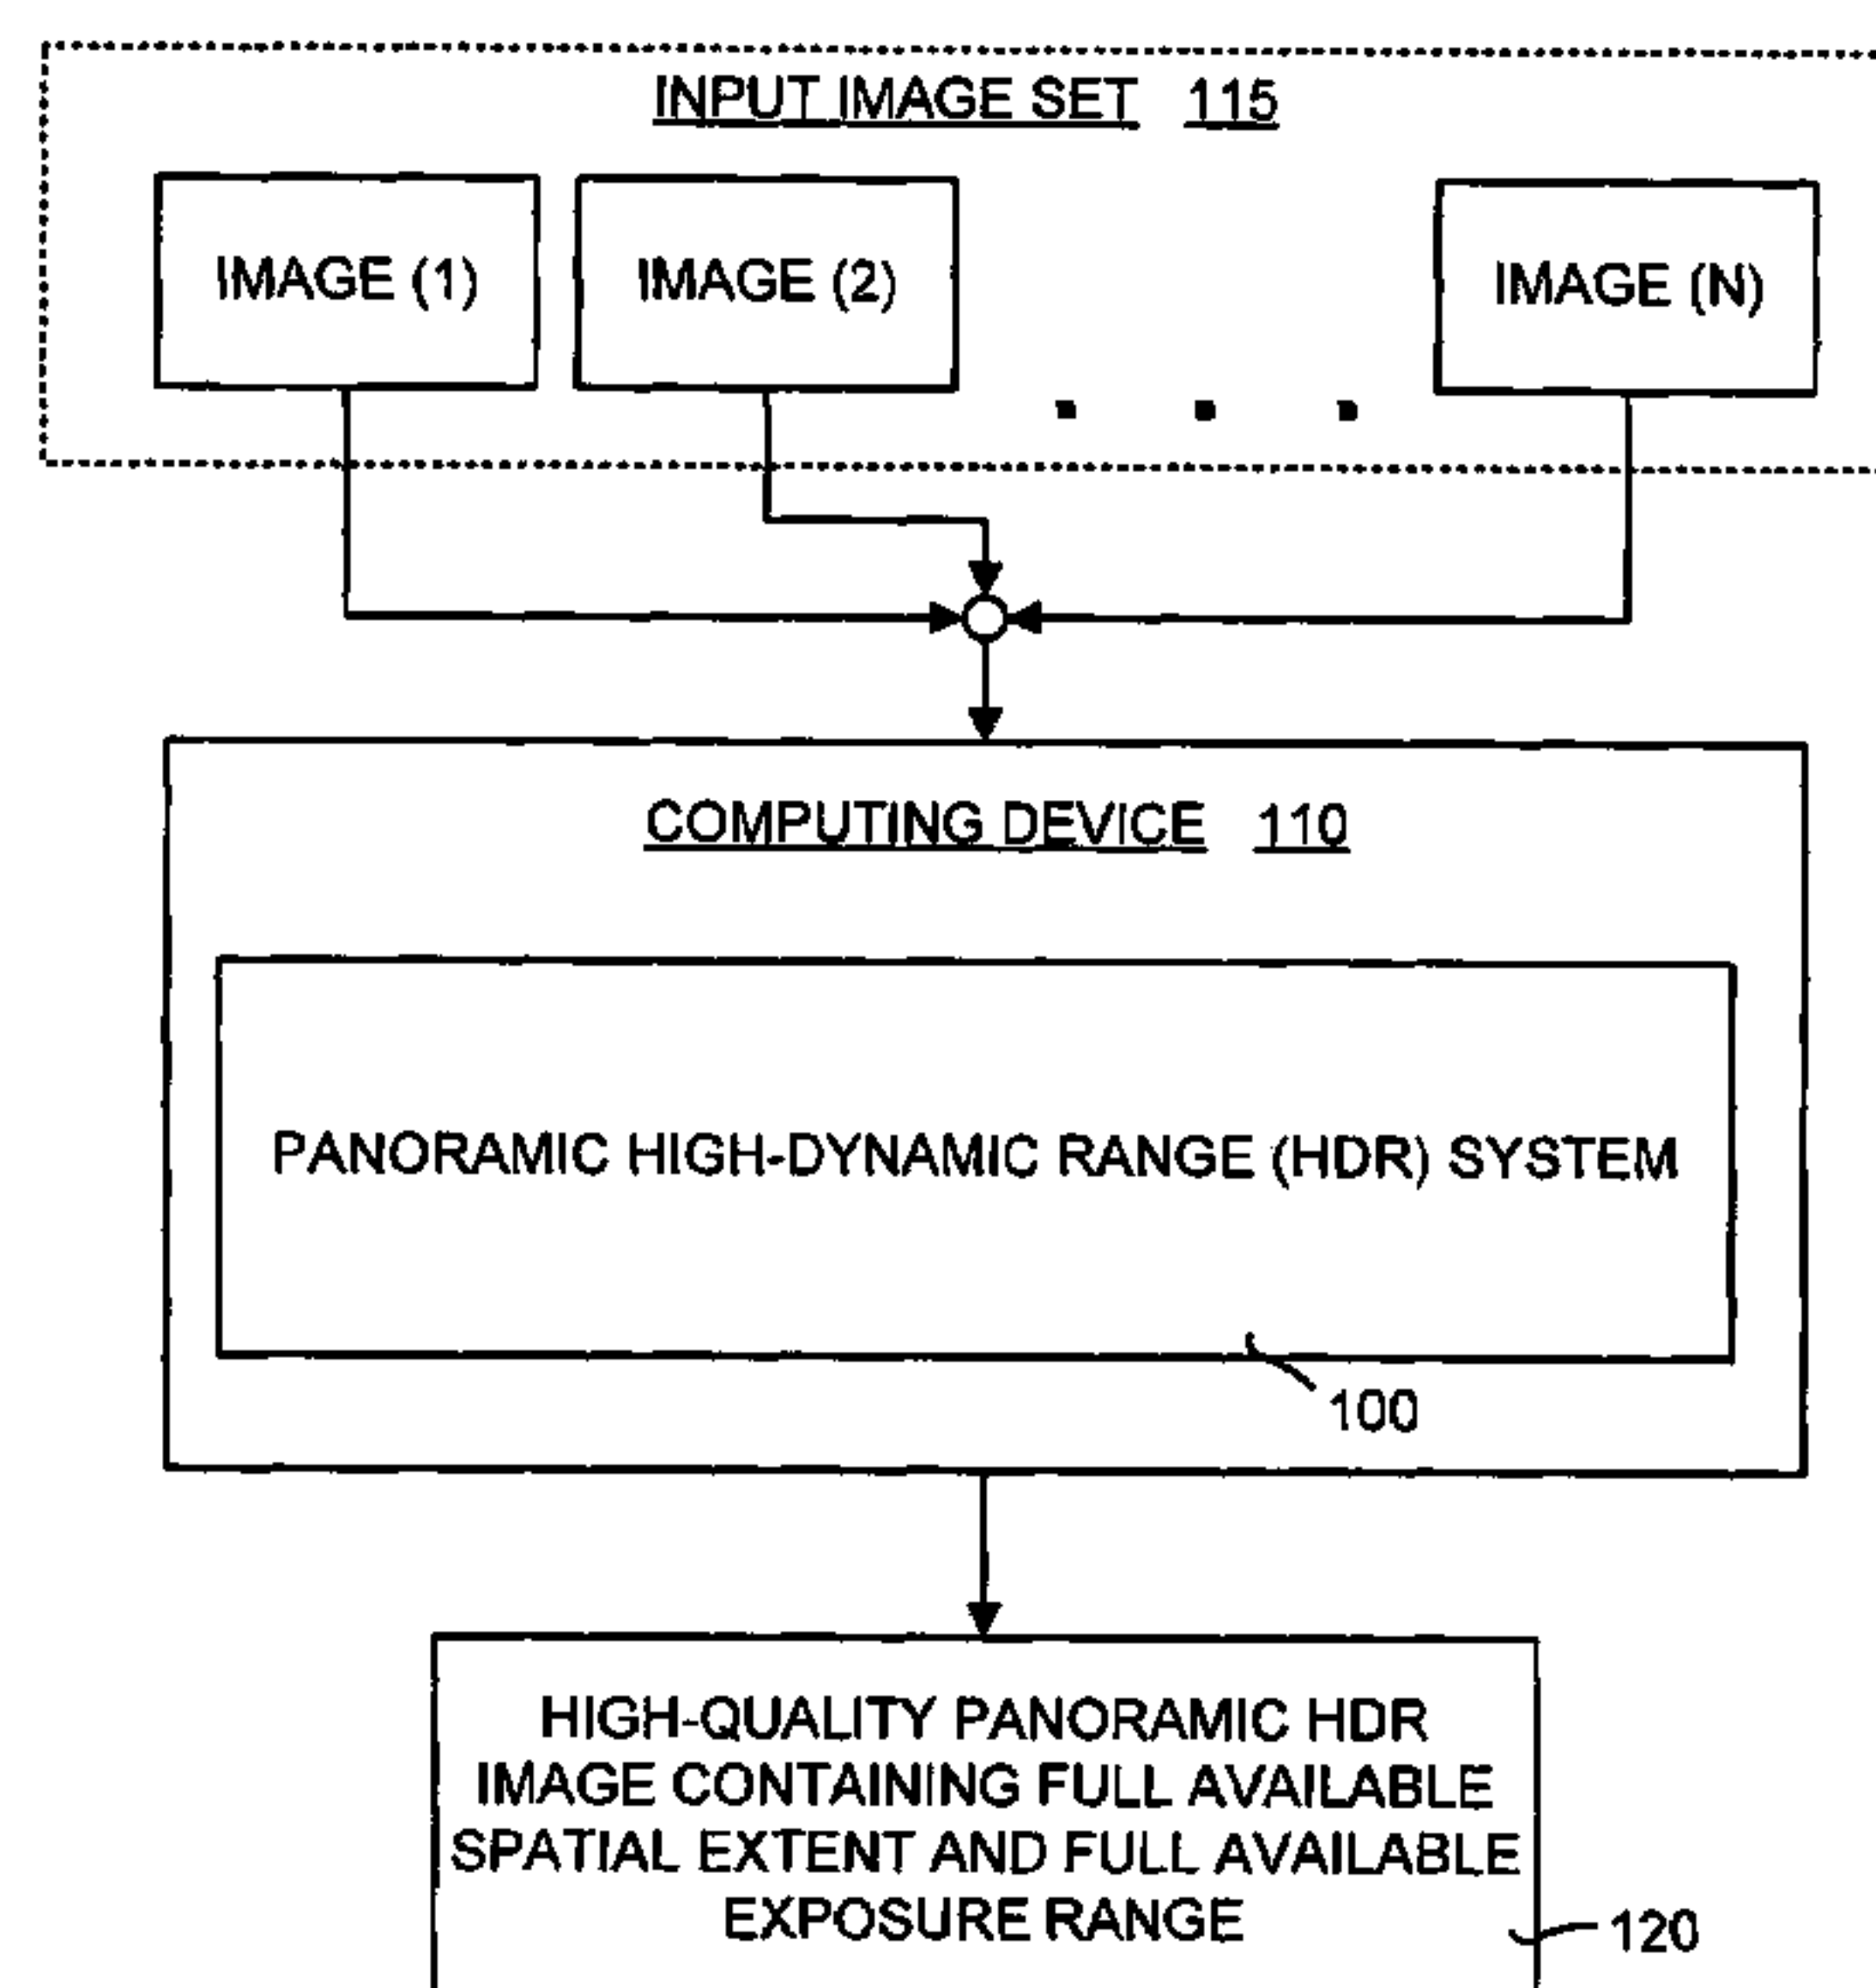 INPUT IMAGE SET 115
IMAGE (1)
IMAGE (2)
IMAGE (N)
COMPUTING DEVICE 110
PANORAMIC HIGH-DYNAMIC RANGE (HDR) SYSTEM
100
HIGH-QUALITY PANORAMIC HDR
IMAGE CONTAINING FULL AVAILABLE
SPATIAL EXTENT AND FULL AVAILABLE
EXPOSURE RANGE
120